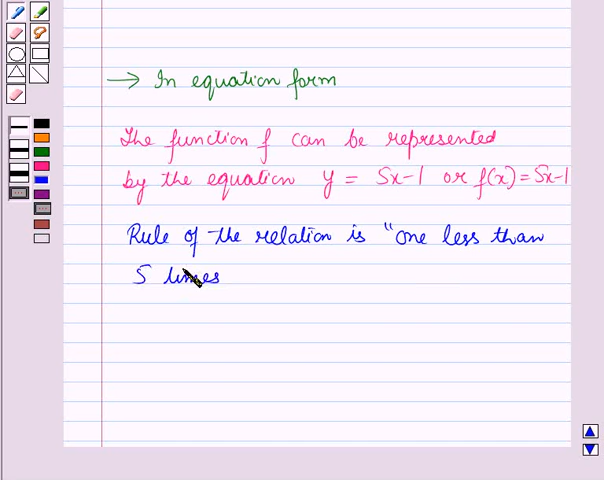 → In equation form
The function f can be represented
by the equation y = 5x-1 or f(x)=5x-1
Rule of the relation is "one less than
5 times